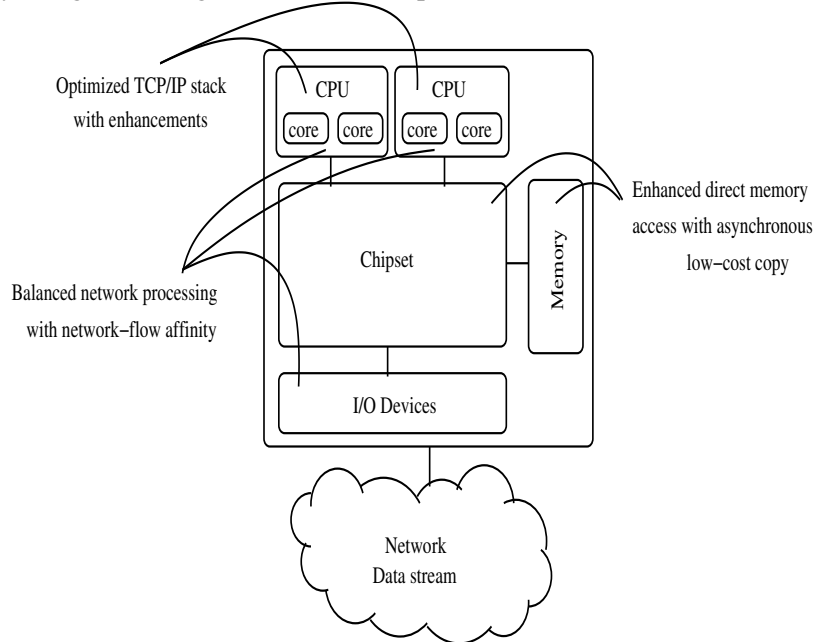 Optimized TCP/IP stack
with enhancements
CPU
CPU
core
core
core
core
Enhanced direct memory
access with asynchronous
low−cost copy
Chipset
Memory
Balanced network processing
with network−flow affinity
I/O Devices
Network
Data stream